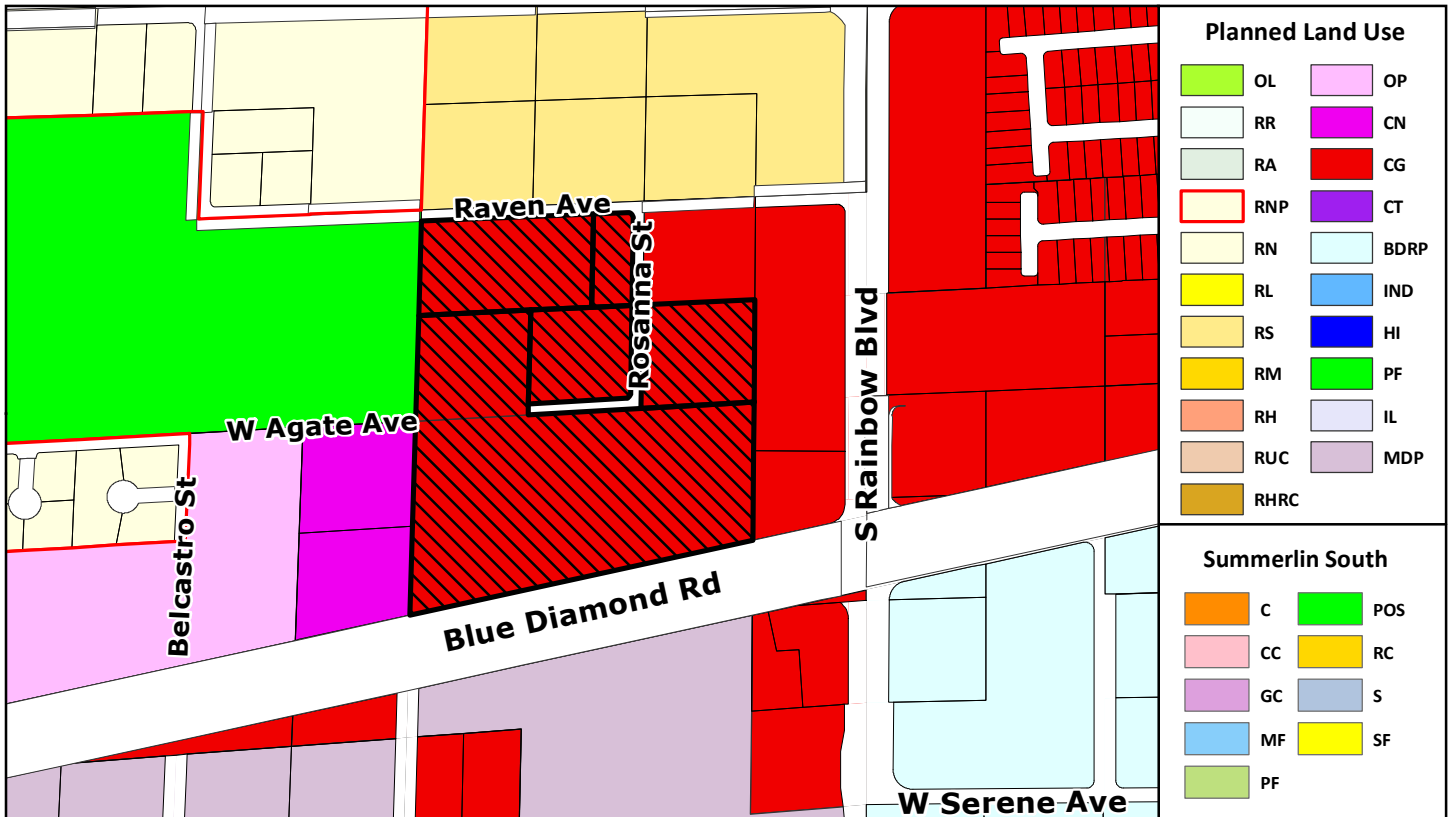 Raven Ave
Rosanna St
W Agate Ave
S Rainbow Blvd
Belcastro St
Blue Diamond Rd
W Serene Ave
Planned Land Use
OL OP
RR CN
RA CG
RNP CT
RN BDRP
RL IND
RS HI
RM PF
RH IL
RUC MDP
RHRC
Summerlin South
C POS
CC RC
GC S
MF SF
PF